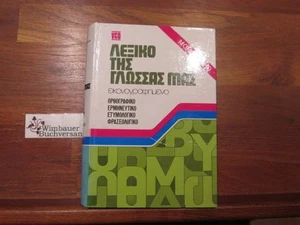 ΛΕΞΙΚΟ
ΤΗΣ
ΓΛΩΣΣΑΣ ΜΑΣ
εικονογραφημένο
ΟΡΘΟΓΡΑΦΙΚΟ
ΕΡΜΗΝΕΥΤΙΚΟ
ΕΤΥΜΟΛΟΓΙΚΟ
ΦΡΑΣΕΟΛΟΓΙΚΟ
Wimbauer
Buchversand